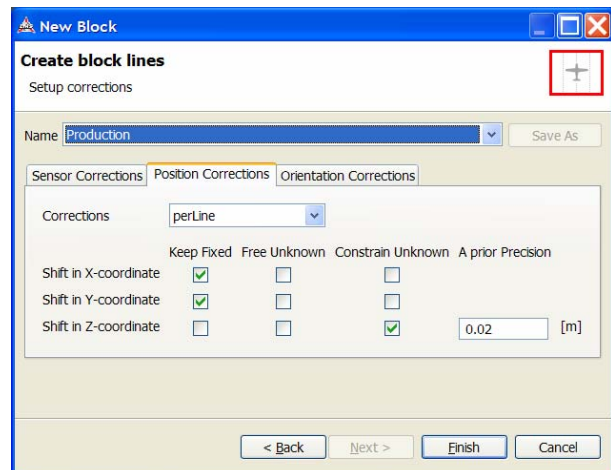 New Block
Create block lines
Setup corrections
Name Production Save As
Sensor Corrections Position Corrections Orientation Corrections
Corrections perLine
Keep Fixed Free Unknown Constrain Unknown A prior Precision
Shift in X-coordinate
Shift in Y-coordinate
Shift in Z-coordinate 0.02 [m]
< Back Next > Finish Cancel